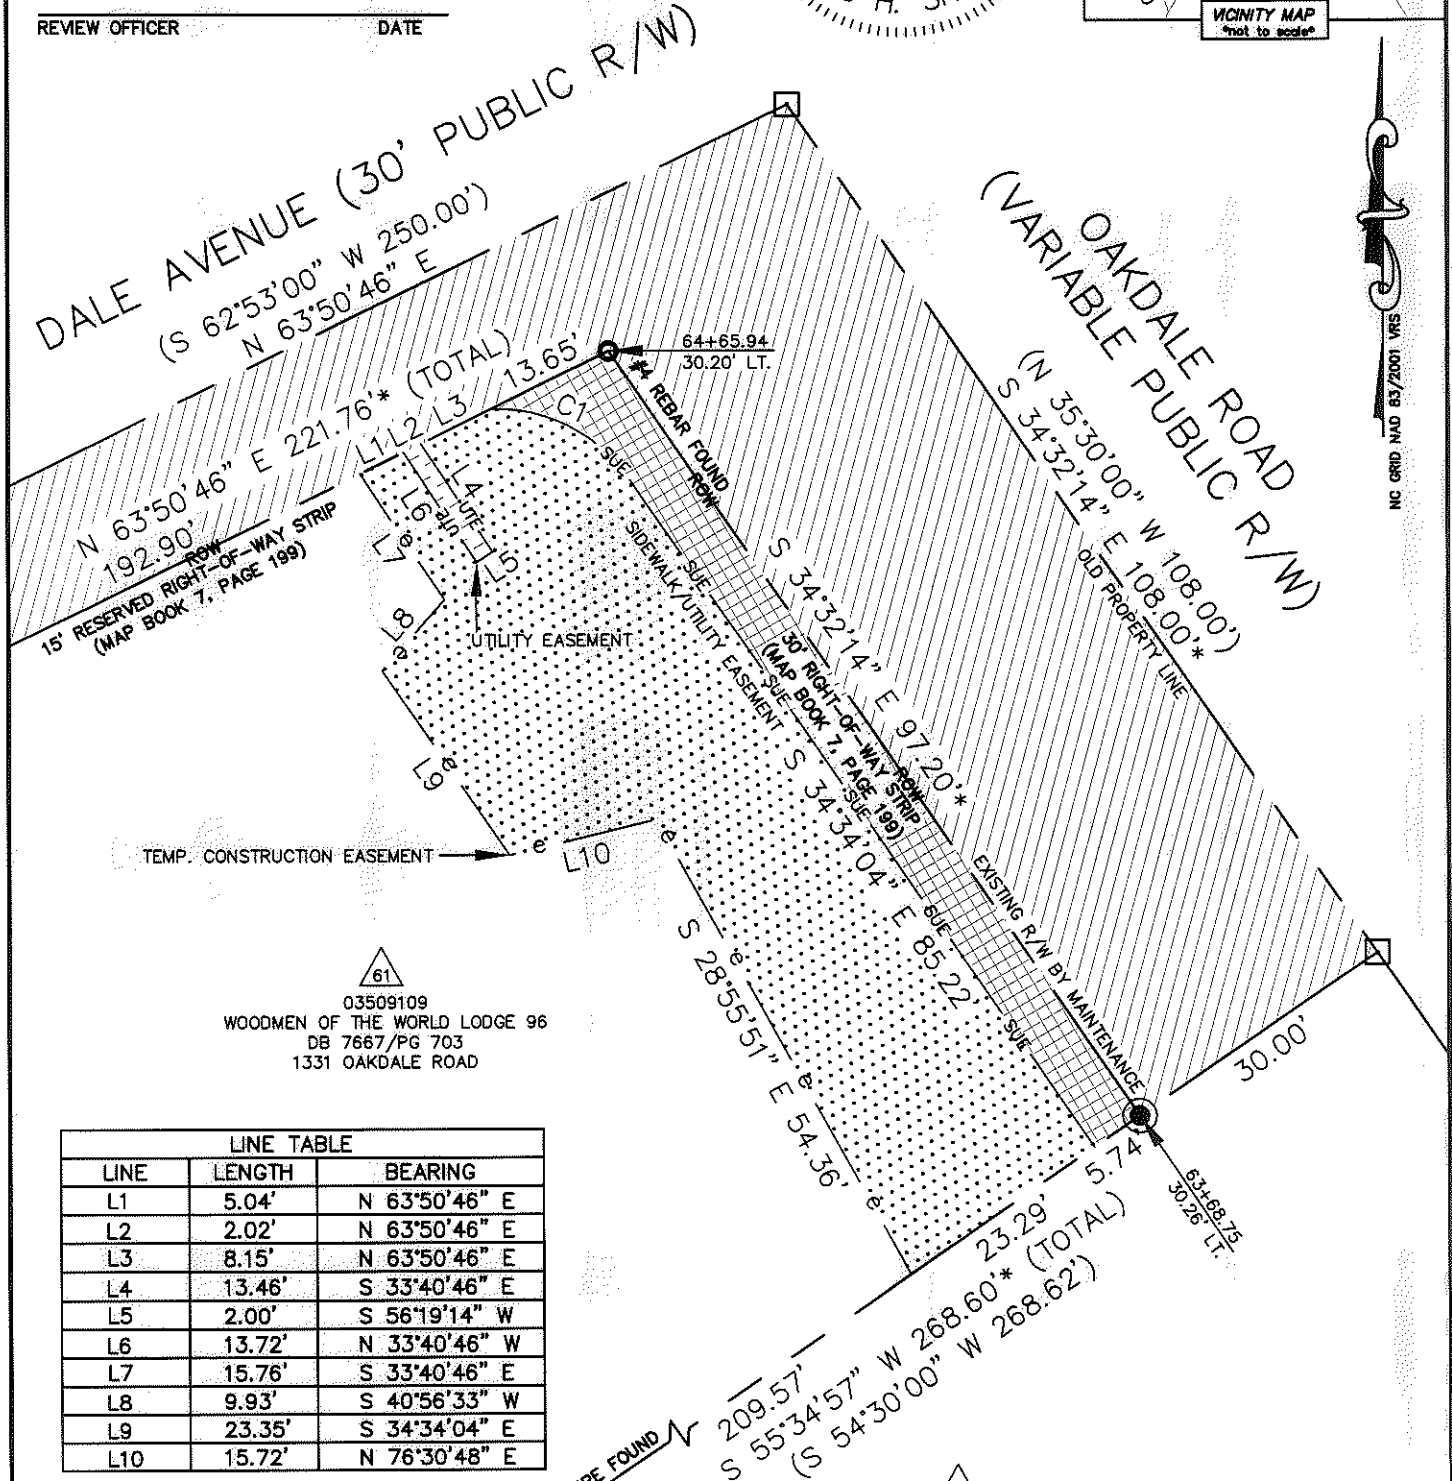 REVIEW OFFICER DATE
VICINITY MAP
*not to scale*
DALE AVENUE (30' PUBLIC R/W)
(S 62°53'00" W 250.00')
N 63°50'46" E
OAKDALE ROAD
(VARIABLE PUBLIC R/W)
NC GRID NAD 83/2001 VRS
64+65.94
30.20' LT.
#4 REBAR FOUND
ROW
N 63°50'46" E 221.76'* (TOTAL)
192.90'
L1 L2 L3 13.65'
C1
ROW
15' RESERVED RIGHT-OF-WAY STRIP
(MAP BOOK 7, PAGE 199)
L4
UTE
L6
UTE
L5
L7
e
L8
e
UTILITY EASEMENT
L9
e
TEMP. CONSTRUCTION EASEMENT
e
L10
e
SUE
SUE
SIDEWALK/UTILITY EASEMENT
SUE
SUE
SUE
SUE
30' RIGHT-OF-WAY STRIP
(MAP BOOK 7, PAGE 199)
ROW
S 34°32'14" E 97.20'*
S 34°34'04" E 85.22'
(N 35°30'00" W 108.00')
S 34°32'14" E 108.00'*
OLD PROPERTY LINE
EXISTING R/W BY MAINTENANCE
S 28°55'51" E 54.36'
e
e
e
30.00'
5.74'
63+68.75
30.26' LT.
23.29'
209.57'
S 55°34'57" W 268.60'* (TOTAL)
(S 54°30'00" W 268.62')
FOUND
61
03509109
WOODMEN OF THE WORLD LODGE 96
DB 7667/PG 703
1331 OAKDALE ROAD
LINE TABLE
LINE LENGTH BEARING
L1 5.04' N 63°50'46" E
L2 2.02' N 63°50'46" E
L3 8.15' N 63°50'46" E
L4 13.46' S 33°40'46" E
L5 2.00' S 56°19'14" W
L6 13.72' N 33°40'46" W
L7 15.76' S 33°40'46" E
L8 9.93' S 40°56'33" W
L9 23.35' S 34°34'04" E
L10 15.72' N 76°30'48" E